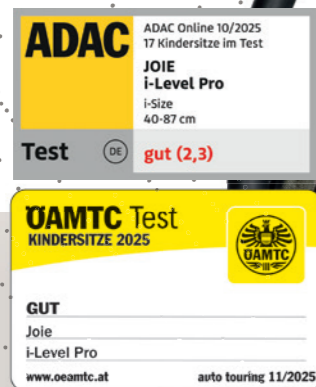 ADAC
ADAC Online 10/2025
17 Kindersitze im Test
JOIE
i-Level Pro
i-Size
40-87 cm
Test
DE
gut (2,3)
ÖAMTC Test
KINDERSITZE 2025
ÖAMTC
GUT
Joie
i-Level Pro
www.oeamtc.at
auto touring 11/2025